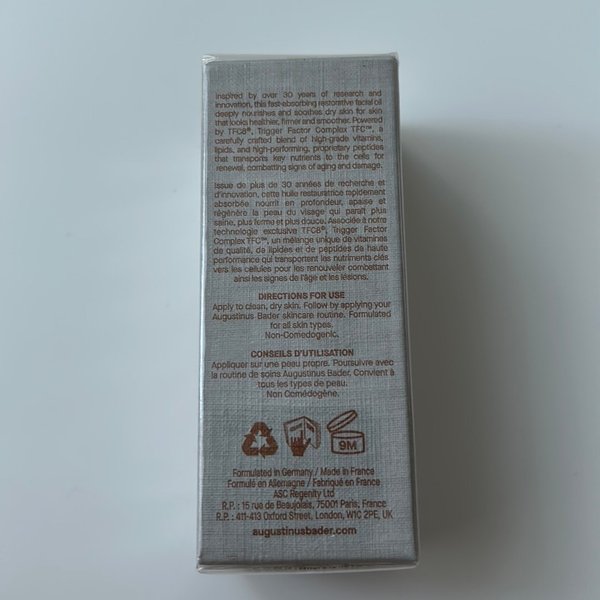 Inspired by over 30 years of research and
innovation, this fast-absorbing restorative facial oil
deeply nourishes and soothes dry skin for skin
that looks healthier, firmer and smoother. Powered
by TFC8®, Trigger Factor Complex TFC™, a
carefully crafted blend of high-grade vitamins,
lipids, and high-performing, proprietary peptides
that transports key nutrients to the cells for
renewal, combatting signs of aging and damage.
Issue de plus de 30 années de recherche et
d'innovation, cette huile restauratrice rapidement
absorbée nourrit en profondeur, apaise et
régénère la peau du visage qui paraît plus
saine, plus ferme et plus douce. Associée à notre
technologie exclusive TFC8®, Trigger Factor
Complex TFC™, un mélange unique de vitamines
de qualité, de lipides et de peptides de haute
performance qui transportent les nutriments clés
vers les cellules pour les renouveler combattant
ainsi les signes de l'âge et les lésions.
DIRECTIONS FOR USE
Apply to clean, dry skin. Follow by applying your
Augustinus Bader skincare routine. Formulated
for all skin types.
Non-Comedogenic.
CONSEILS D'UTILISATION
Appliquer sur une peau propre. Poursuivre avec
la routine de soins Augustinus Bader. Convient à
tous les types de peau.
Non Comédogène.
9M
Formulated in Germany / Made in France
Formulé en Allemagne / Fabriqué en France
ASC Regenity Ltd
R.P. : 15 rue de Beaujolais, 75001 Paris, France
R.P. : 411-413 Oxford Street, London, W1C 2PE, UK
augustinusbader.com